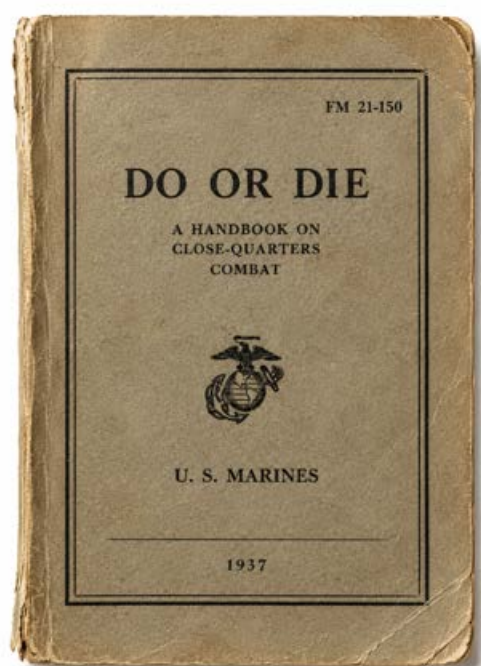 FM 21-150
DO OR DIE
A HANDBOOK ON
CLOSE-QUARTERS
COMBAT
U. S. MARINES
1937